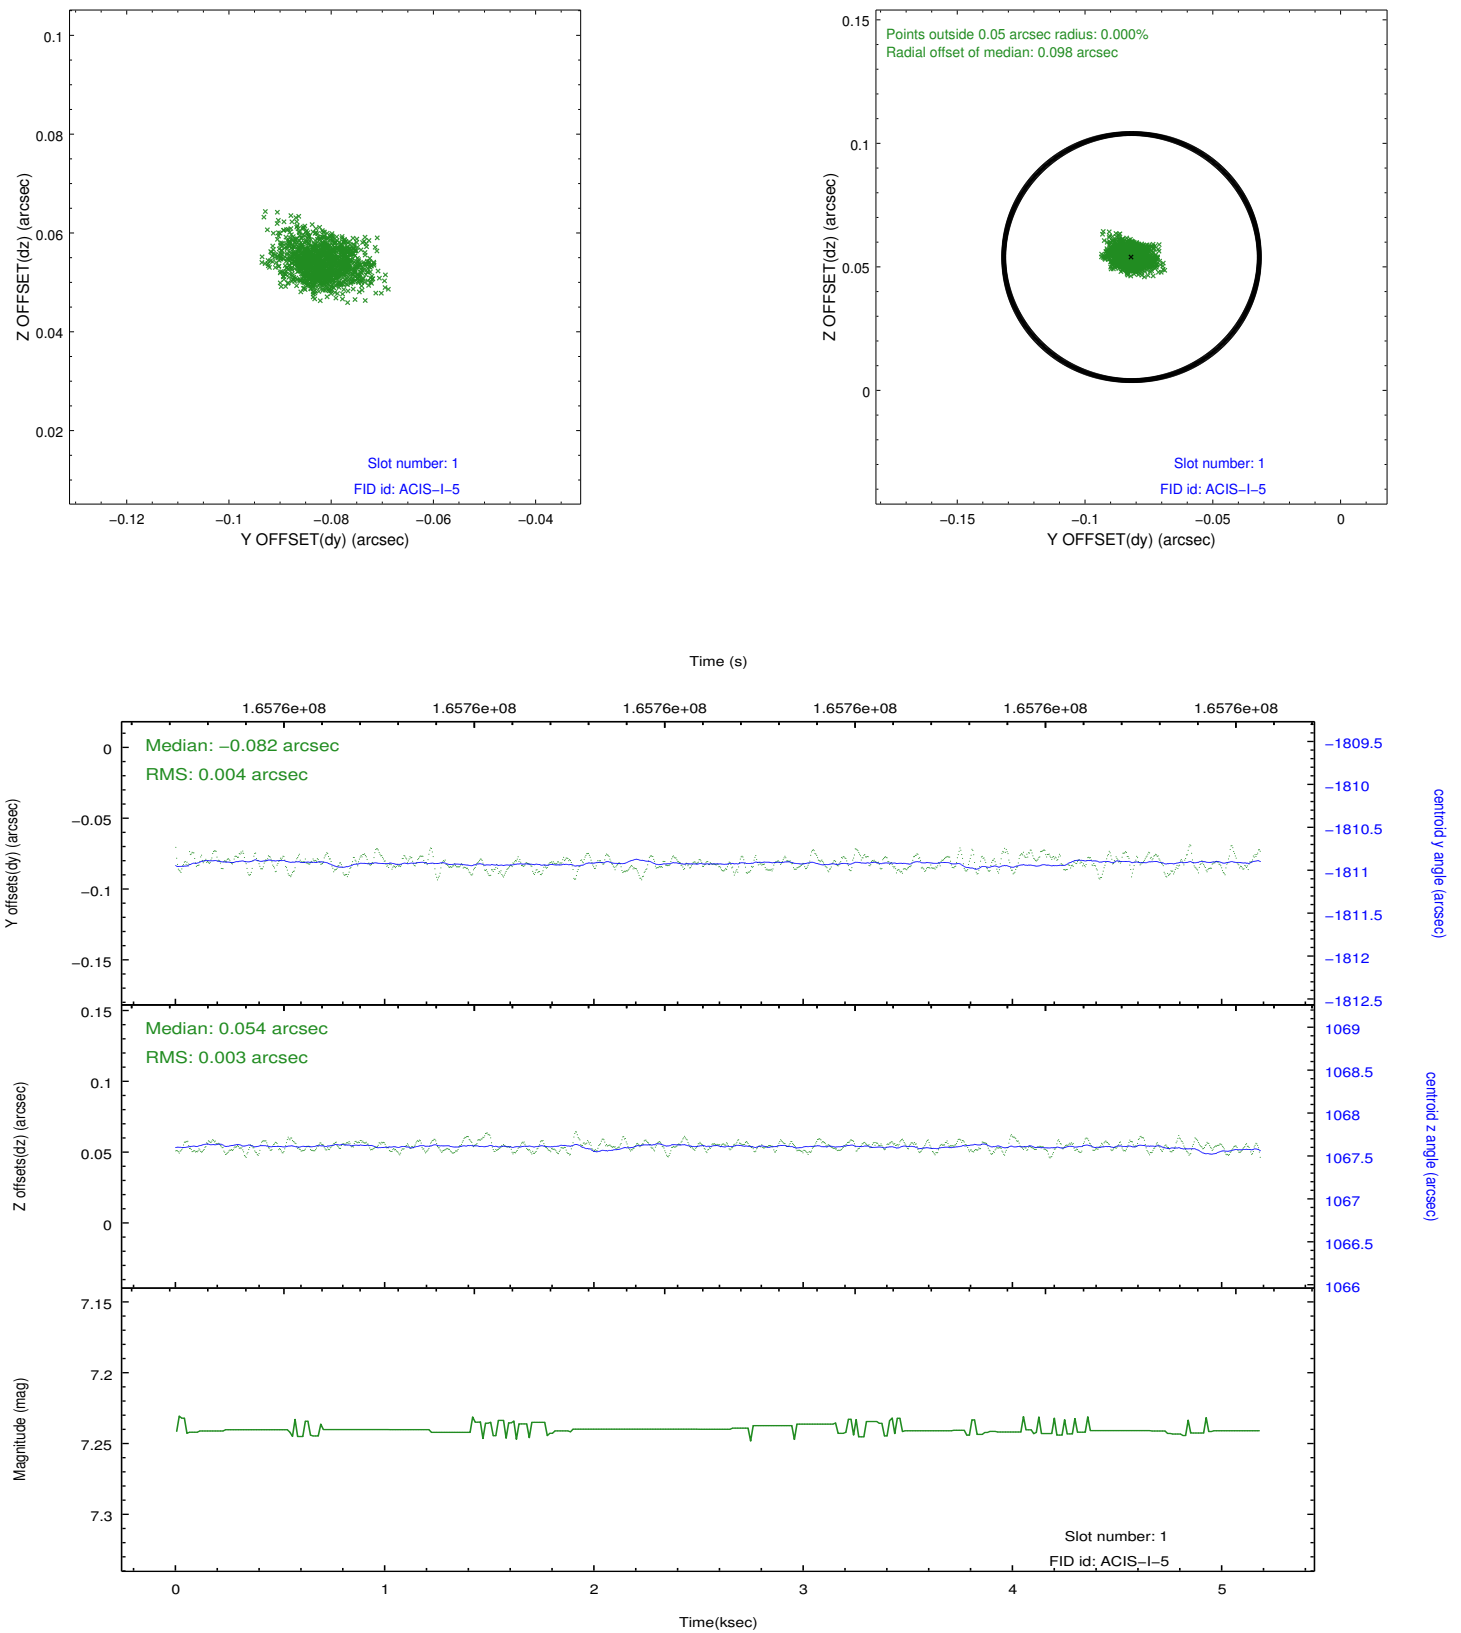 0.1
0.08
0.06
0.04
0.02
Z OFFSET(dz) (arcsec)
Slot number: 1
FID id: ACIS−I−5
−0.12 −0.1 −0.08 −0.06 −0.04
Y OFFSET(dy) (arcsec)
Points outside 0.05 arcsec radius: 0.000%
Radial offset of median: 0.098 arcsec
0.15
0.1
0.05
0
Z OFFSET(dz) (arcsec)
Slot number: 1
FID id: ACIS−I−5
−0.15 −0.1 −0.05 0
Y OFFSET(dy) (arcsec)
Time (s)
1.6576e+08 1.6576e+08 1.6576e+08 1.6576e+08 1.6576e+08 1.6576e+08
Median: −0.082 arcsec
RMS: 0.004 arcsec
0
−0.05
−0.1
−0.15
Y offsets(dy) (arcsec)
−1809.5
−1810
−1810.5
−1811
−1811.5
−1812
−1812.5
centroid y angle (arcsec)
Median: 0.054 arcsec
RMS: 0.003 arcsec
0.15
0.1
0.05
0
Z offsets(dz) (arcsec)
1069
1068.5
1068
1067.5
1067
1066.5
1066
centroid z angle (arcsec)
7.15
7.2
7.25
7.3
Magnitude (mag)
Slot number: 1
FID id: ACIS−I−5
0 1 2 3 4 5
Time(ksec)